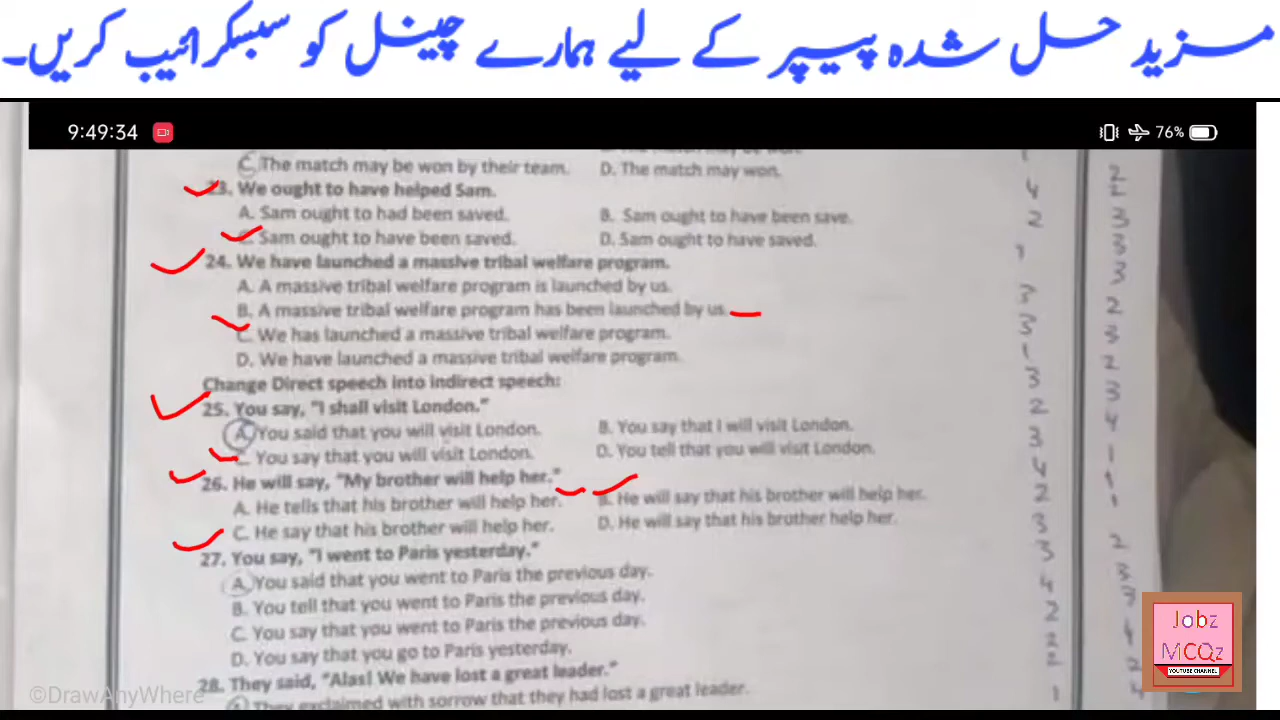 مزید حل شدہ پیپر کے لیے ہمارے چینل کو سبسکرائیب کریں۔
9:49:34 76%
C. The match may be won by their team. D. The match may won.
23. We ought to have helped Sam.
A. Sam ought to had been saved. B. Sam ought to have been save.
C. Sam ought to have been saved. D. Sam ought to have saved.
24. We have launched a massive tribal welfare program.
A. A massive tribal welfare program is launched by us.
B. A massive tribal welfare program has been launched by us.
C. We has launched a massive tribal welfare program.
D. We have launched a massive tribal welfare program.
Change Direct speech into indirect speech:
25. You say, "I shall visit London."
A. You said that you will visit London. B. You say that I will visit London.
C. You say that you will visit London. D. You tell that you will visit London.
26. He will say, "My brother will help her."
A. He tells that his brother will help her. B. He will say that his brother will help her.
C. He say that his brother will help her. D. He will say that his brother help her.
27. You say, "I went to Paris yesterday."
A. You said that you went to Paris the previous day.
B. You tell that you went to Paris the previous day.
C. You say that you went to Paris the previous day.
D. You say that you go to Paris yesterday.
28. They said, "Alas! We have lost a great leader."
They exclaimed with sorrow that they had lost a great leader.
Jobz
MCQz
YOUTUBE CHANNEL
©DrawAnyWhere